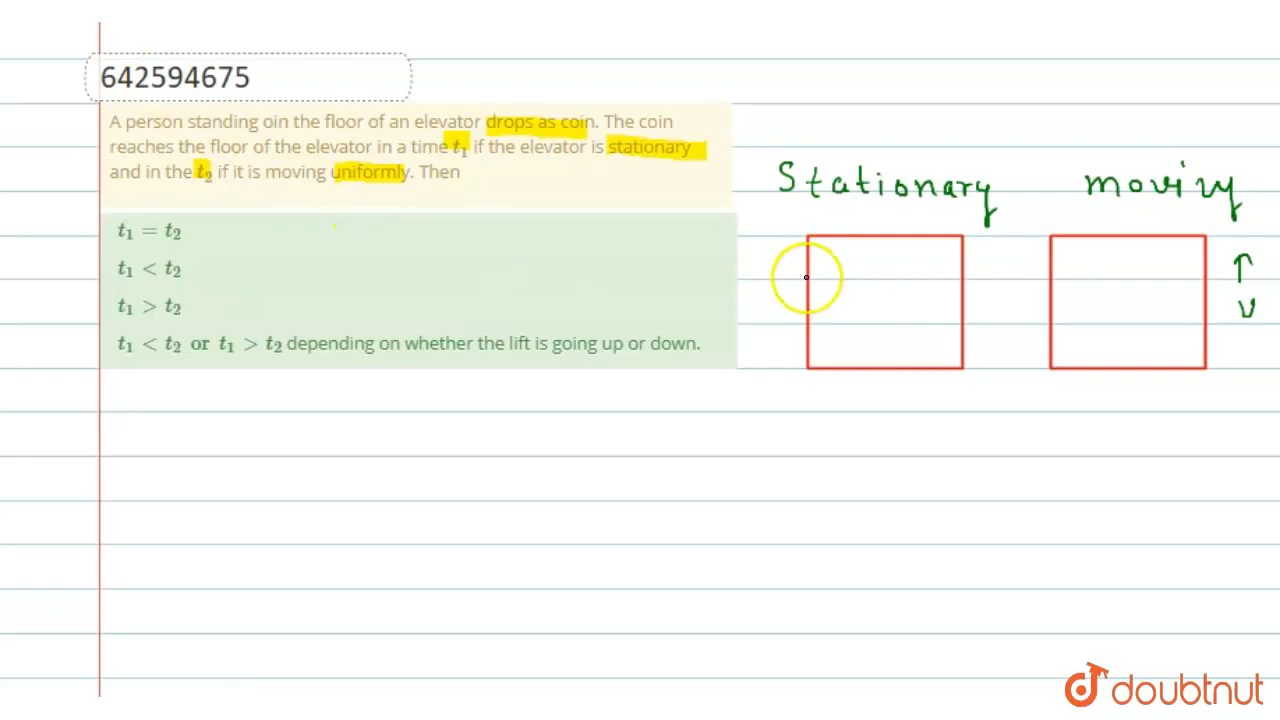 642594675
A person standing oin the floor of an elevator drops as coin. The coin
reaches the floor of the elevator in a time t₁ if the elevator is stationary
and in the t₂ if it is moving uniformly. Then
t₁ = t₂
t₁ < t₂
t₁ > t₂
t₁ < t₂ or t₁ > t₂ depending on whether the lift is going up or down.
Stationary moving
doubtnut